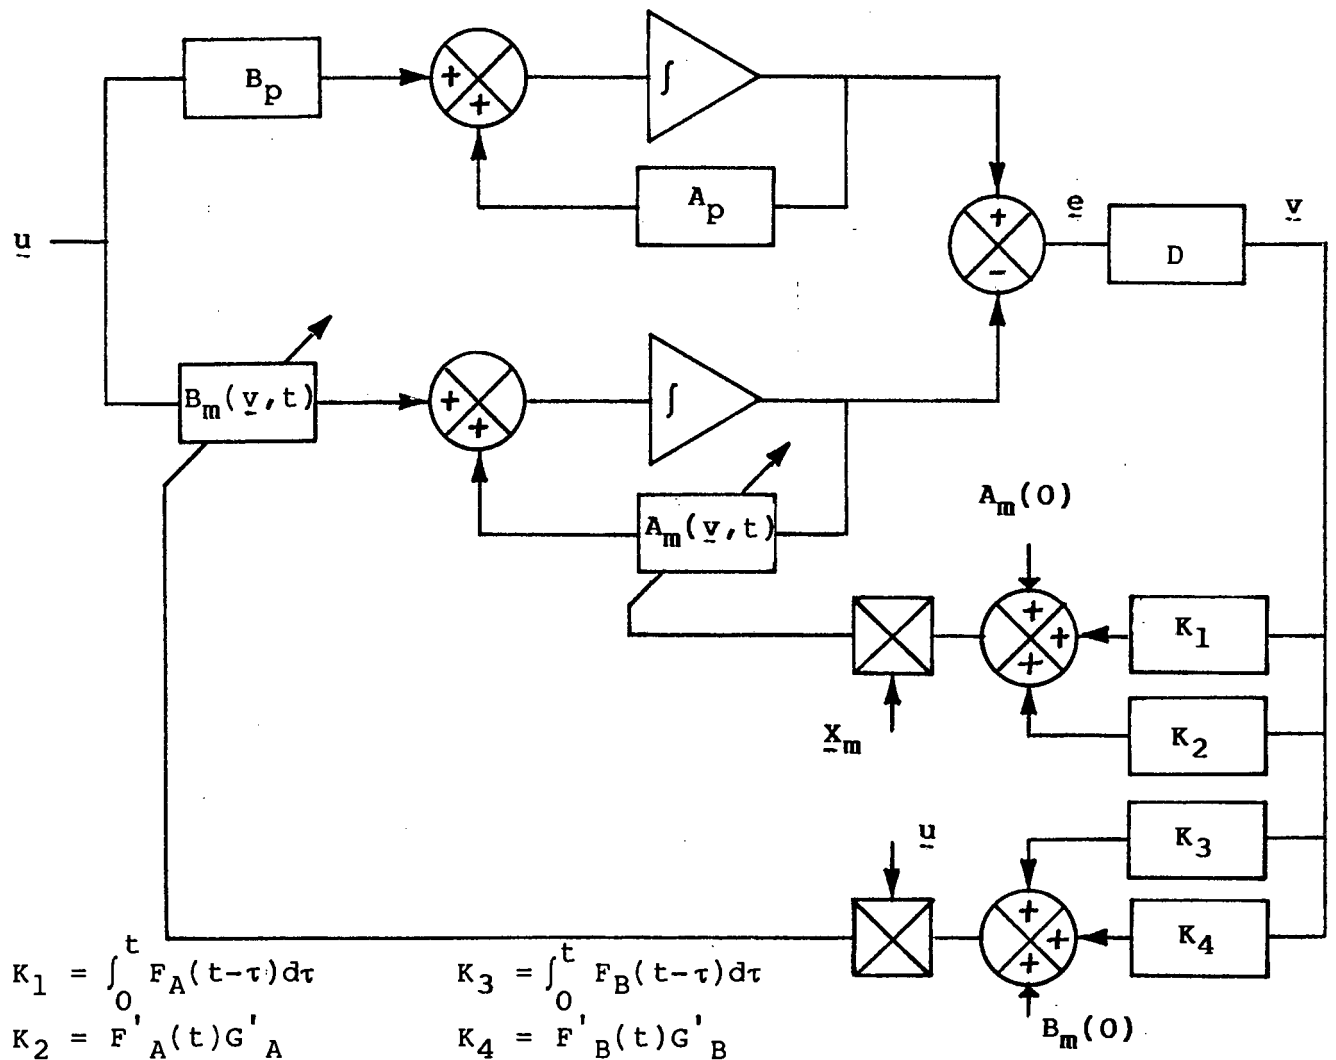 B_p
+
+
∫
A_p
u
+
-
e
D
v
B_m(v,t)
+
+
∫
A_m(v,t)
A_m(0)
+
+
+
K_1
x_m
K_2
u
K_3
+
+
+
K_4
B_m(0)
K_1 = ∫_0^t F_A(t-τ)dτ
K_3 = ∫_0^t F_B(t-τ)dτ
K_2 = F'_A(t)G'_A
K_4 = F'_B(t)G'_B